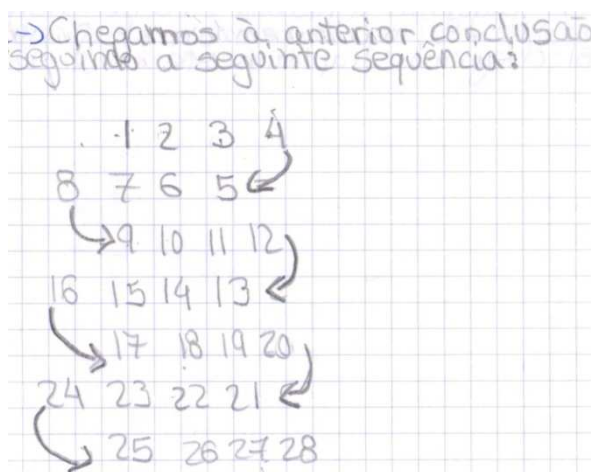 → Chegamos à anterior conclusão
seguindo a seguinte sequência:
1 2 3 4
8 7 6 5
9 10 11 12
16 15 14 13
17 18 19 20
24 23 22 21
25 26 27 28